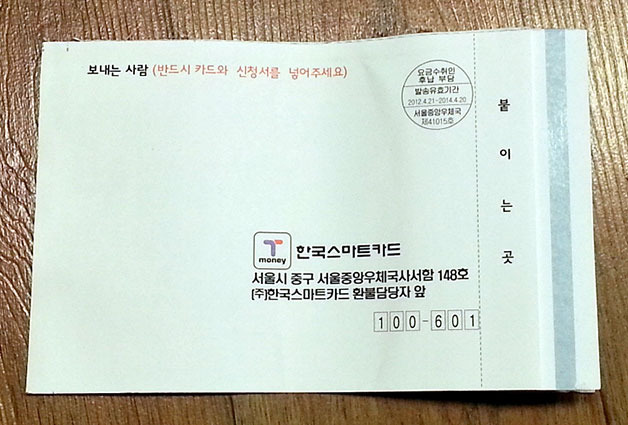 보내는 사람 (반드시 카드와 신청서를 넣어주세요)
요금수취인
후납 부담
발송유효기간
2012.4.21~2014.4.20
서울중앙우체국
제41015호
붙이는곳
T
money
한국스마트카드
서울시 중구 서울중앙우체국사서함 148호
(주)한국스마트카드 환불담당자 앞
100-601